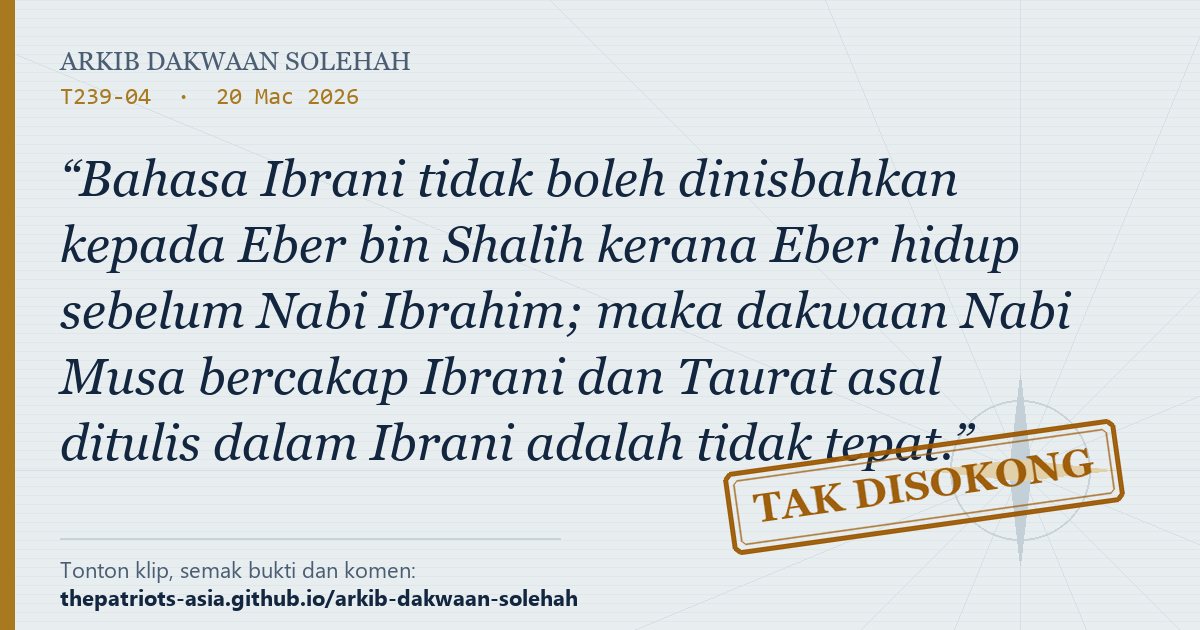 ARKIB DAKWAAN SOLEHAH
T239-04 · 20 Mac 2026
“Bahasa Ibrani tidak boleh dinisbahkan
kepada Eber bin Shalih kerana Eber hidup
sebelum Nabi Ibrahim; maka dakwaan Nabi
Musa bercakap Ibrani dan Taurat asal
ditulis dalam Ibrani adalah tidak tepat.”
TAK DISOKONG
Tonton klip, semak bukti dan komen:
thepatriots-asia.github.io/arkib-dakwaan-solehah